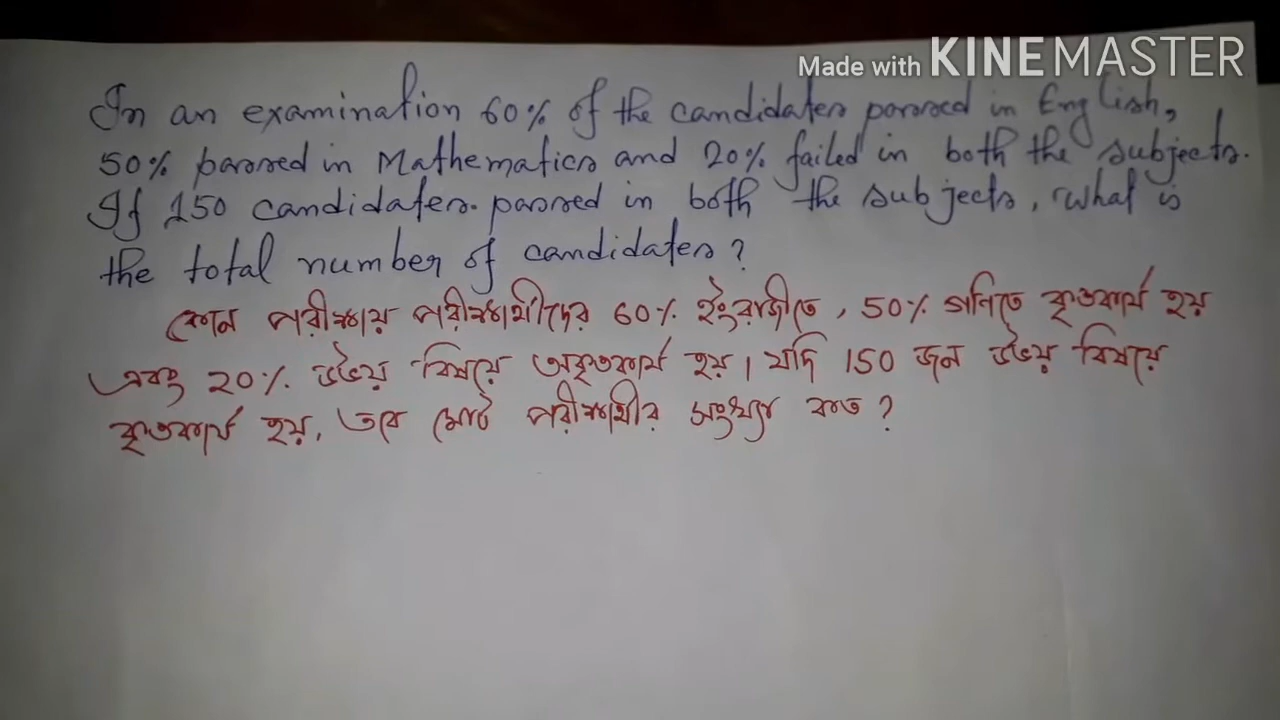 Made with KINEMASTER
In an examination 60% of the candidates passed in English,
50% passed in Mathematics and 20% failed in both the subjects.
If 150 candidates passed in both the subjects, what is
the total number of candidates?
কোন পরীক্ষায় পরীক্ষার্থীদের 60% ইংরাজীতে, 50% গনিতে কৃতকার্য হয়
এবং 20% উভয় বিষয়ে অকৃতকার্য হয়। যদি 150 জন উভয় বিষয়ে
কৃতকার্য হয়, তবে মোট পরীক্ষার্থীর সংখ্যা কত?